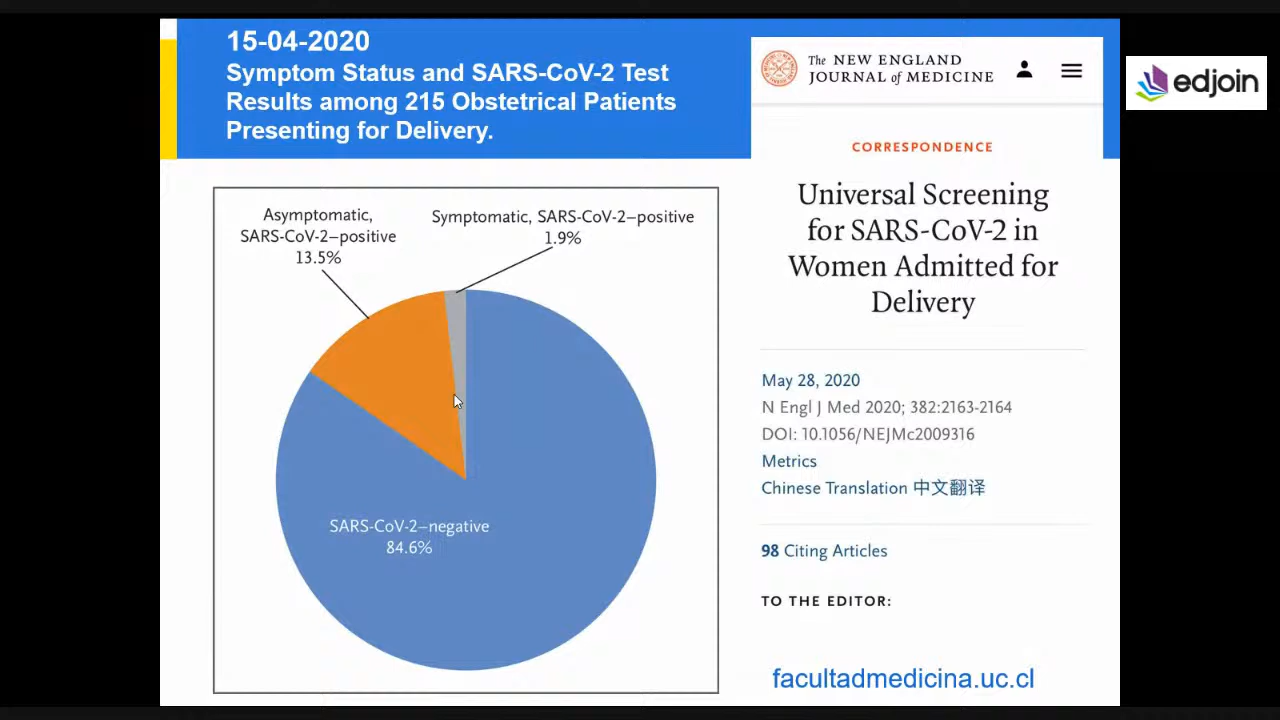 15-04-2020
Symptom Status and SARS-CoV-2 Test
Results among 215 Obstetrical Patients
Presenting for Delivery.
The NEW ENGLAND
JOURNAL of MEDICINE
edjoin
CORRESPONDENCE
Universal Screening
for SARS-CoV-2 in
Women Admitted for
Delivery
May 28, 2020
N Engl J Med 2020; 382:2163-2164
DOI: 10.1056/NEJMc2009316
Metrics
Chinese Translation 中文翻译
98 Citing Articles
TO THE EDITOR:
facultadmedicina.uc.cl
Asymptomatic,
SARS-CoV-2–positive
13.5%
Symptomatic, SARS-CoV-2–positive
1.9%
SARS-CoV-2–negative
84.6%